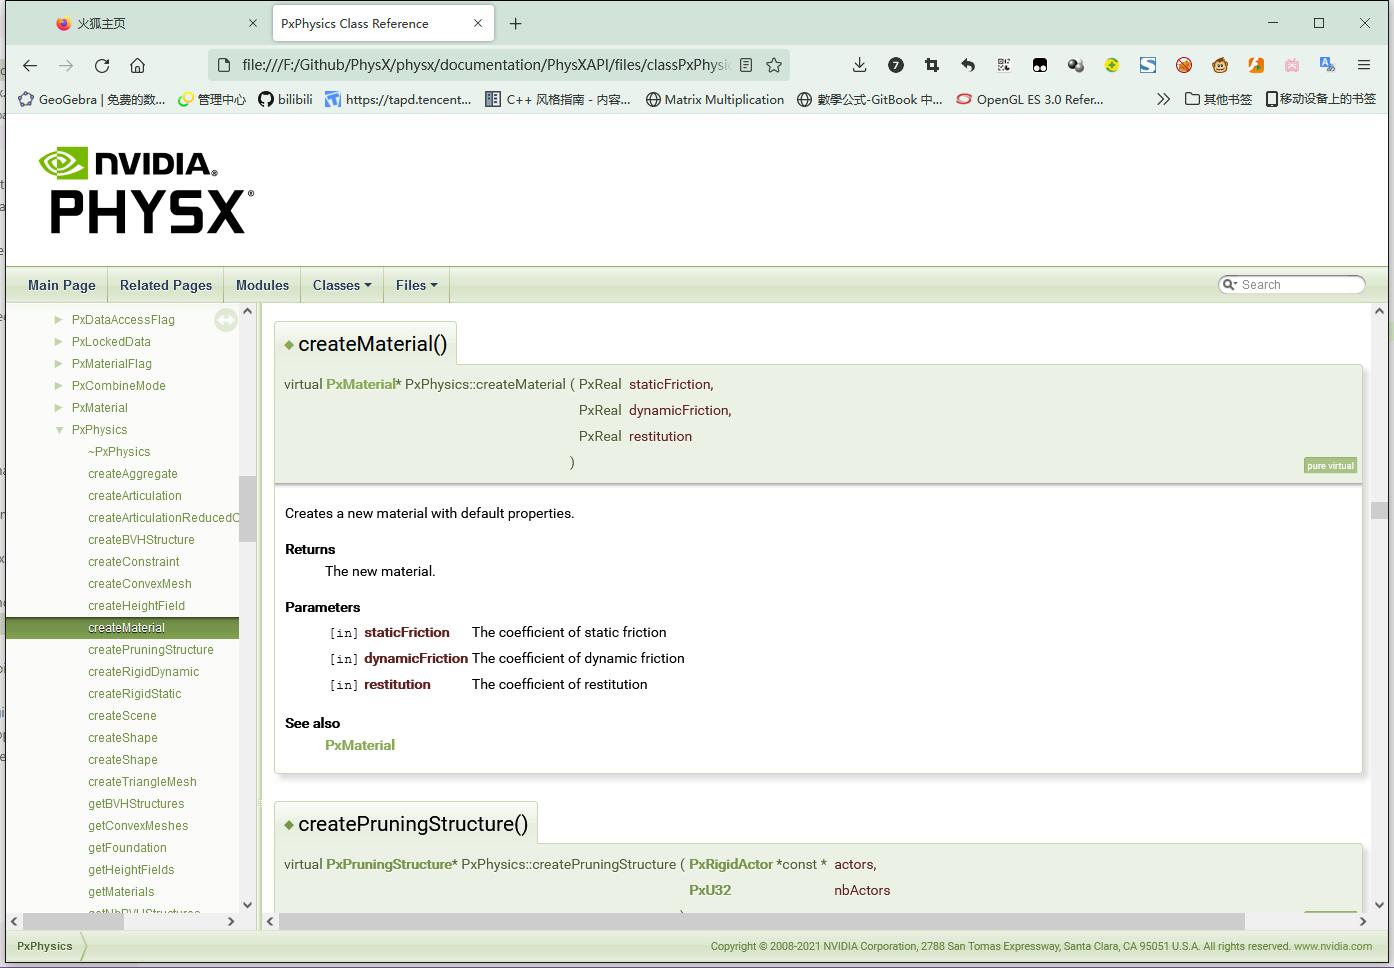 火狐主页
PxPhysics Class Reference
file:///F:/Github/PhysX/physx/documentation/PhysXAPI/files/classPxPhysi
GeoGebra | 免费的数...
管理中心
bilibili
https://tapd.tencent...
C++ 风格指南 - 内容...
Matrix Multiplication
數學公式-GitBook 中...
OpenGL ES 3.0 Refer...
其他书签
移动设备上的书签
NVIDIA®
PHYSX®
Main Page
Related Pages
Modules
Classes
Files
Search
PxDataAccessFlag
PxLockedData
PxMaterialFlag
PxCombineMode
PxMaterial
PxPhysics
~PxPhysics
createAggregate
createArticulation
createArticulationReducedC
createBVHStructure
createConstraint
createConvexMesh
createHeightField
createMaterial
createPruningStructure
createRigidDynamic
createRigidStatic
createScene
createShape
createShape
createTriangleMesh
getBVHStructures
getConvexMeshes
getFoundation
getHeightFields
getMaterials
getNbBVHStructures
◆ createMaterial()
virtual PxMaterial* PxPhysics::createMaterial ( PxReal staticFriction,
PxReal dynamicFriction,
PxReal restitution
)
pure virtual
Creates a new material with default properties.
Returns
The new material.
Parameters
[in] staticFriction The coefficient of static friction
[in] dynamicFriction The coefficient of dynamic friction
[in] restitution The coefficient of restitution
See also
PxMaterial
◆ createPruningStructure()
virtual PxPruningStructure* PxPhysics::createPruningStructure ( PxRigidActor *const * actors,
PxU32 nbActors
)
PxPhysics
Copyright © 2008-2021 NVIDIA Corporation, 2788 San Tomas Expressway, Santa Clara, CA 95051 U.S.A. All rights reserved. www.nvidia.com